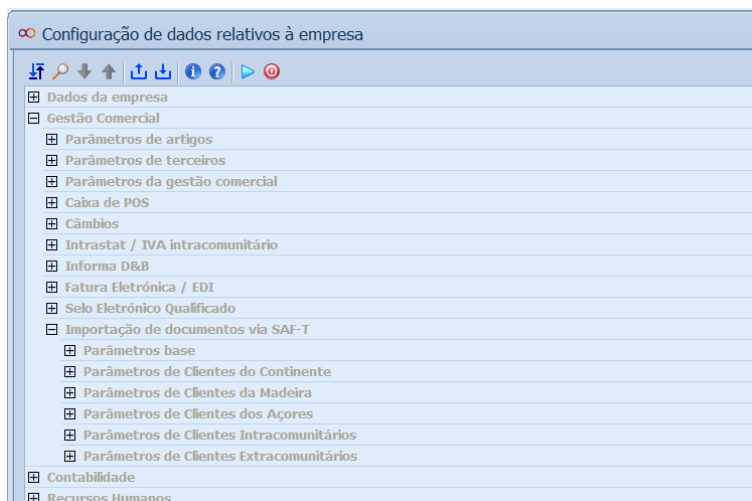 Configuração de dados relativos à empresa
Dados da empresa
Gestão Comercial
Parâmetros de artigos
Parâmetros de terceiros
Parâmetros da gestão comercial
Caixa de POS
Câmbios
Intrastat / IVA intracomunitário
Informa D&B
Fatura Eletrónica / EDI
Selo Eletrónico Qualificado
Importação de documentos via SAF-T
Parâmetros base
Parâmetros de Clientes do Continente
Parâmetros de Clientes da Madeira
Parâmetros de Clientes dos Açores
Parâmetros de Clientes Intracomunitários
Parâmetros de Clientes Extracomunitários
Contabilidade
Recursos Humanos